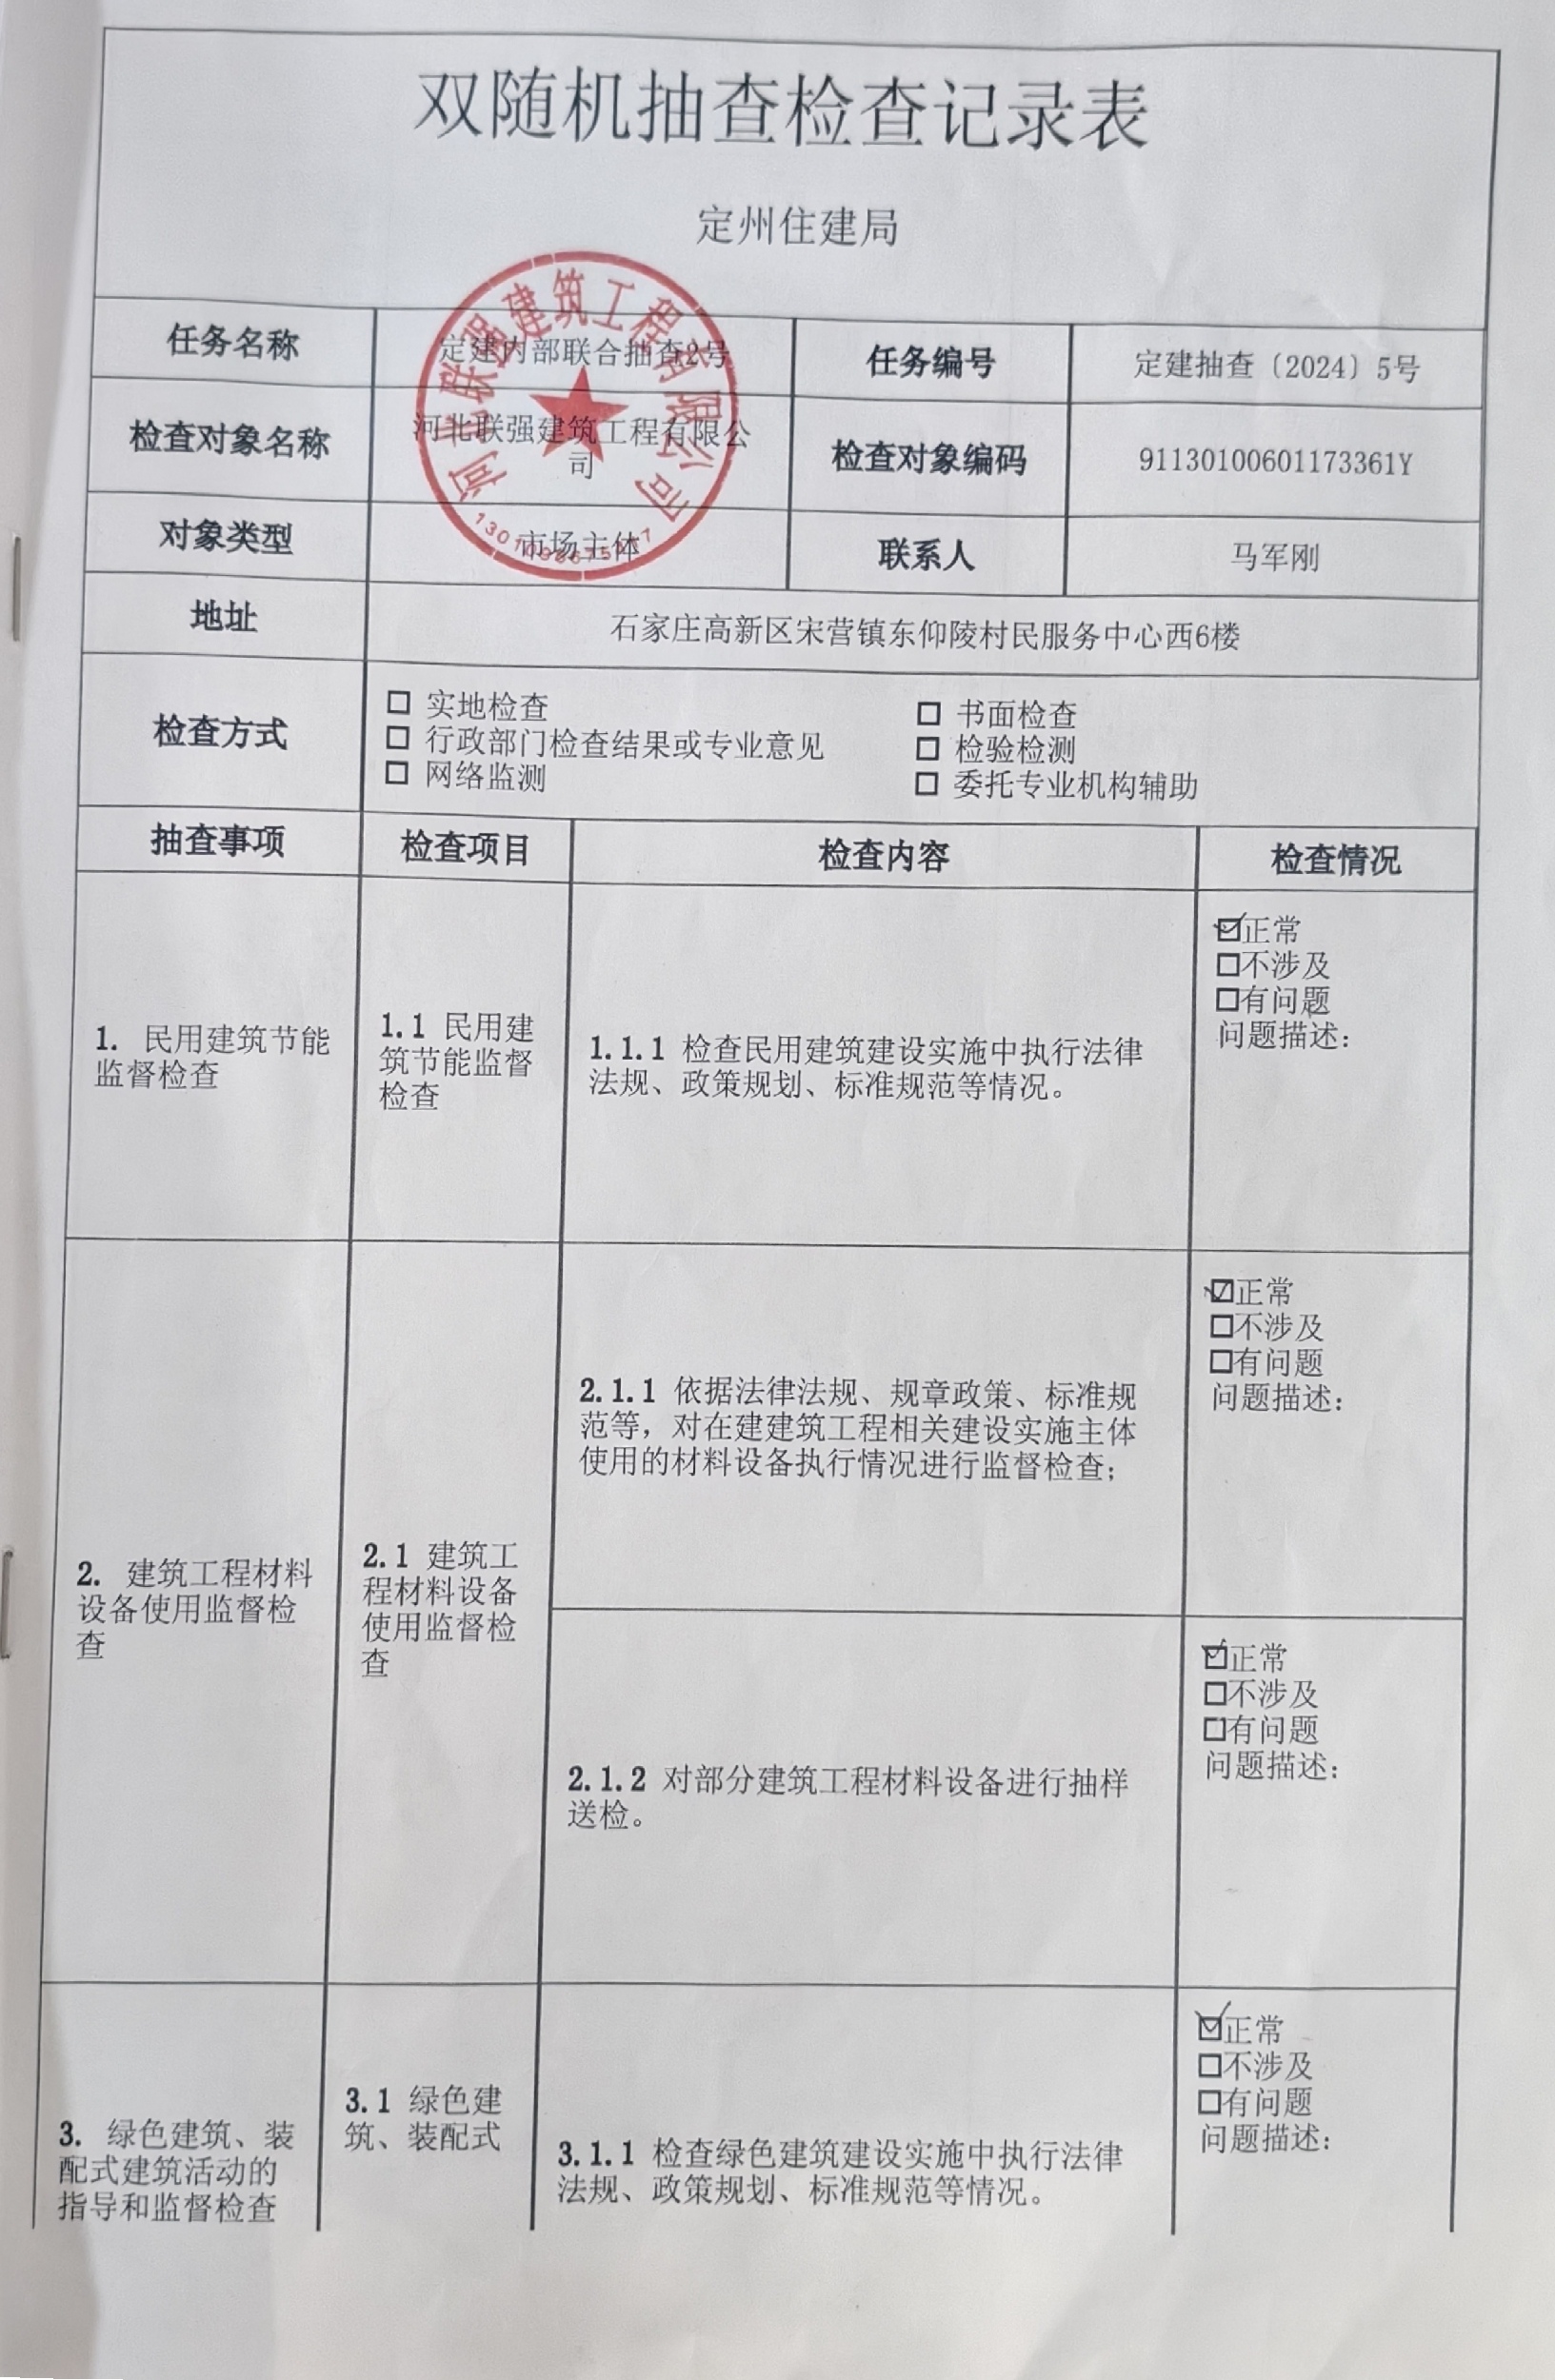 双随机抽查检查记录表
定州住建局
任务名称 定建内部联合抽查2号 任务编号 定建抽查〔2024〕5号
检查对象名称 河北联强建筑工程有限公
司 检查对象编码 91130100601173361Y
对象类型 市场主体 联系人 马军刚
河北联强建筑工程有限公司
地址 石家庄高新区宋营镇东仰陵村民服务中心西6楼
检查方式
□ 实地检查 □ 书面检查
□ 行政部门检查结果或专业意见 □ 检验检测
□ 网络监测 □ 委托专业机构辅助
抽查事项 检查项目 检查内容 检查情况
1. 民用建筑节能
监督检查
1.1 民用建
筑节能监督
检查
1.1.1 检查民用建筑建设实施中执行法律
法规、政策规划、标准规范等情况。
☑正常
□不涉及
□有问题
问题描述：
2. 建筑工程材料
设备使用监督检
查
2.1 建筑工
程材料设备
使用监督检
查
2.1.1 依据法律法规、规章政策、标准规
范等，对在建建筑工程相关建设实施主体
使用的材料设备执行情况进行监督检查；
☑正常
□不涉及
□有问题
问题描述：
2.1.2 对部分建筑工程材料设备进行抽样
送检。
☑正常
□不涉及
□有问题
问题描述：
3. 绿色建筑、装
配式建筑活动的
指导和监督检查
3.1 绿色建
筑、装配式
3.1.1 检查绿色建筑建设实施中执行法律
法规、政策规划、标准规范等情况。
☑正常
□不涉及
□有问题
问题描述：